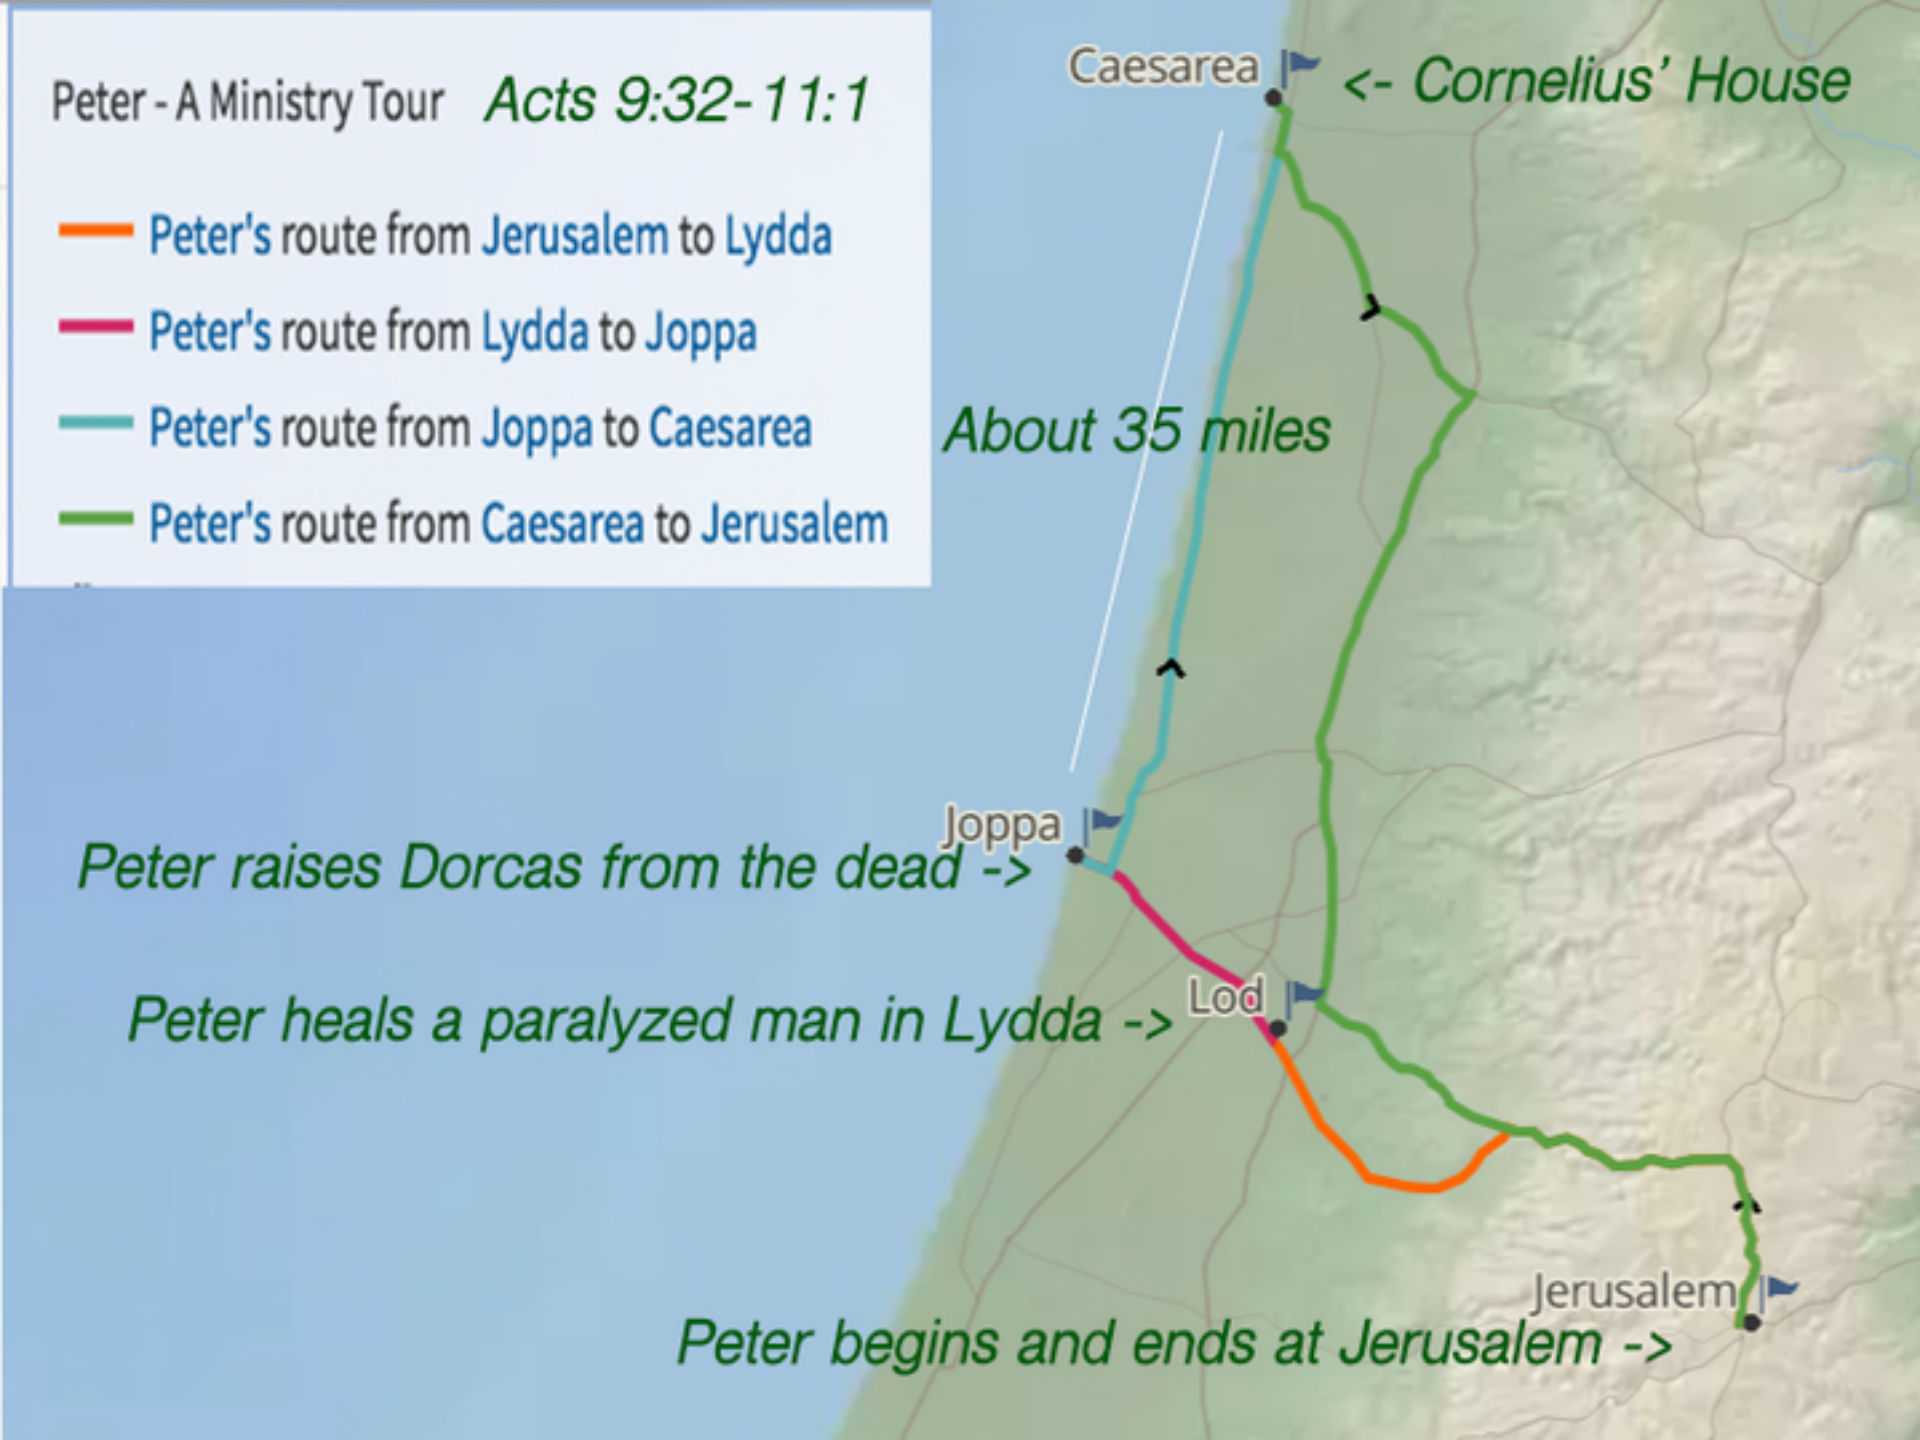 Peter - A Ministry Tour Acts 9:32-11:1
Peter's route from Jerusalem to Lydda
Peter's route from Lydda to Joppa
Peter's route from Joppa to Caesarea
Peter's route from Caesarea to Jerusalem
Caesarea
<- Cornelius’ House
About 35 miles
Joppa
Peter raises Dorcas from the dead ->
Lod
Peter heals a paralyzed man in Lydda ->
Jerusalem
Peter begins and ends at Jerusalem ->